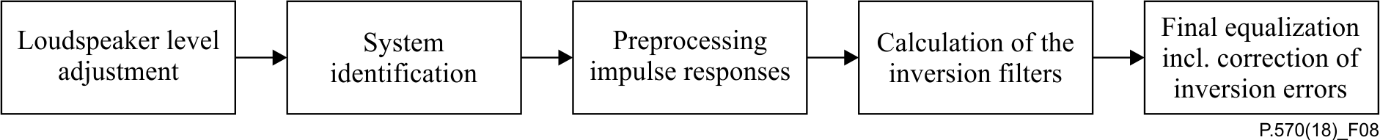 Loudspeaker level
adjustment
System
identification
Preprocessing
impulse responses
Calculation of the
inversion filters
Final equalization
incl. correction of
inversion errors
P.570(18)_F08